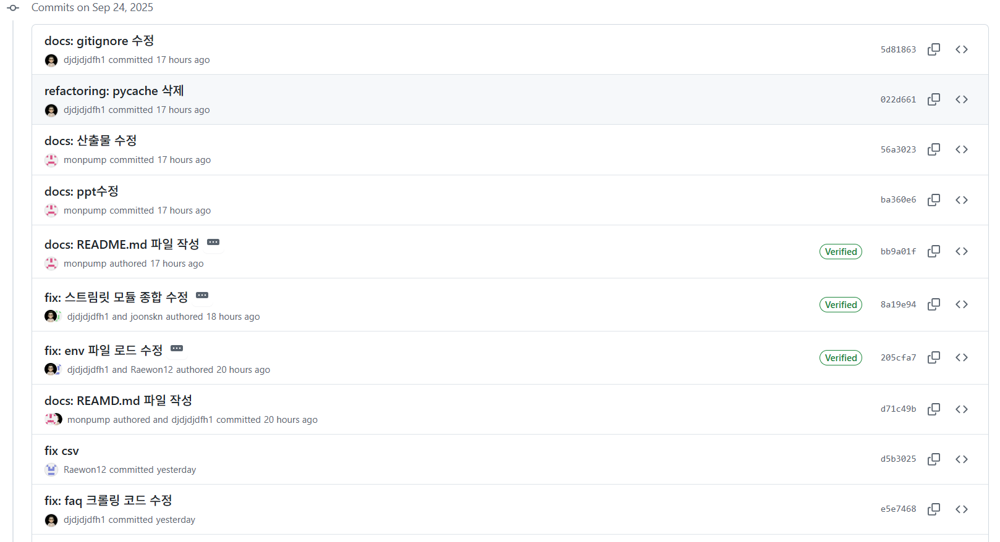 Commits on Sep 24, 2025
docs: gitignore 수정
djdjdjdfh1 committed 17 hours ago
5d81863
refactoring: pycache 삭제
djdjdjdfh1 committed 17 hours ago
022d661
docs: 산출물 수정
monpump committed 17 hours ago
56a3023
docs: ppt수정
monpump committed 17 hours ago
ba360e6
docs: README.md 파일 작성
monpump authored 17 hours ago
Verified
bb9a01f
fix: 스트림릿 모듈 종합 수정
djdjdjdfh1 and joonskn authored 18 hours ago
Verified
8a19e94
fix: env 파일 로드 수정
djdjdjdfh1 and Raewon12 authored 20 hours ago
Verified
205cfa7
docs: REAMD.md 파일 작성
monpump authored and djdjdjdfh1 committed 20 hours ago
d71c49b
fix csv
Raewon12 committed yesterday
d5b3025
fix: faq 크롤링 코드 수정
djdjdjdfh1 committed yesterday
e5e7468